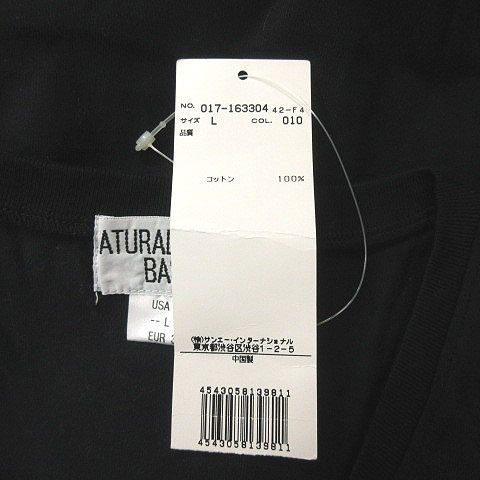 NO. 017-163304 42-F4
サイズ L COL. 010
品質
コットン 100%
(株)サンエー・インターナショナル
東京都渋谷区渋谷1-2-5
中国製
4543058139811
4543058139811
ATURAL
BA
USA
-- L
EUR